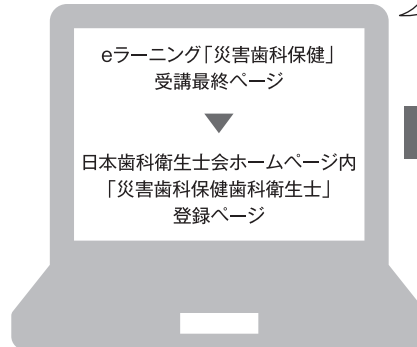 eラーニング「災害歯科保健」
受講最終ページ
▼
日本歯科衛生士会ホームページ内
「災害歯科保健歯科衛生士」
登録ページ